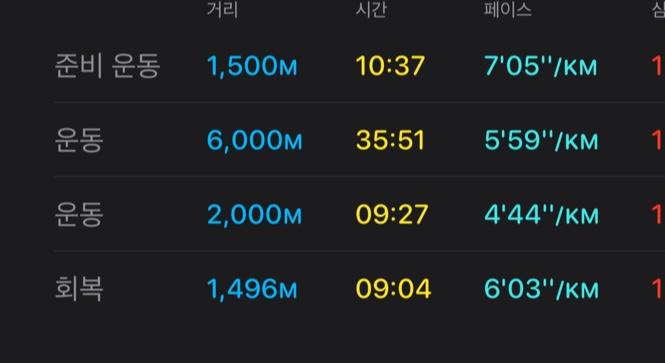 거리 시간 페이스
준비 운동 1,500M 10:37 7'05''/KM 1
운동 6,000M 35:51 5'59''/KM 1
운동 2,000M 09:27 4'44''/KM 1
회복 1,496M 09:04 6'03''/KM 1